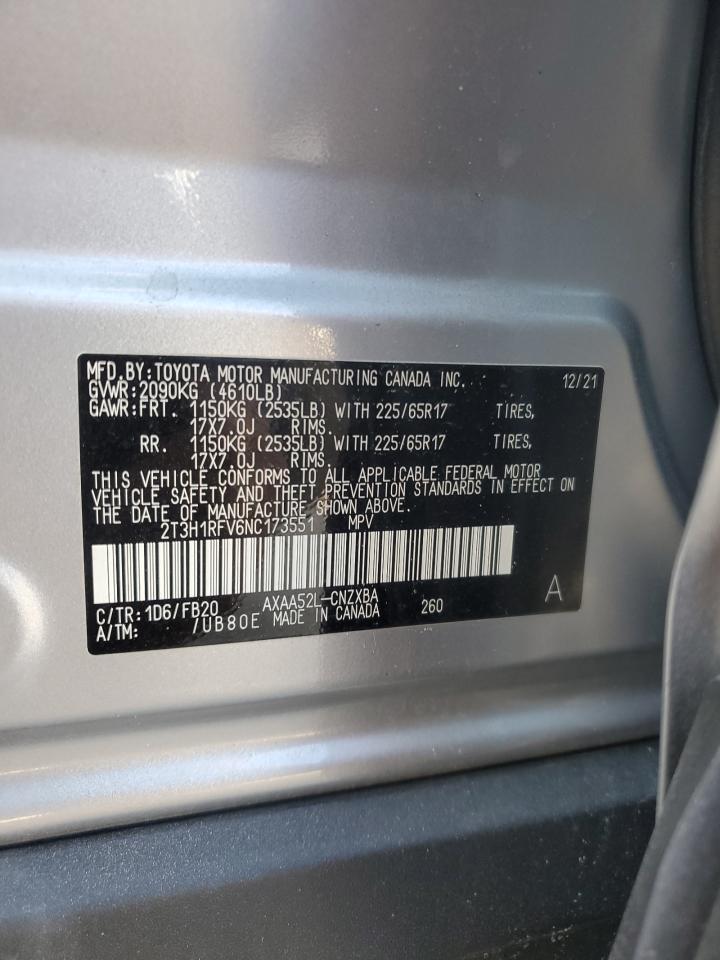 MFD.BY:TOYOTA MOTOR MANUFACTURING CANADA INC. 12/21
GVWR:2090KG (4610LB)
GAWR:FRT. 1150KG (2535LB) WITH 225/65R17 TIRES,
17X7.0J RIMS.
RR. 1150KG (2535LB) WITH 225/65R17 TIRES,
17X7.0J RIMS.
THIS VEHICLE CONFORMS TO ALL APPLICABLE FEDERAL MOTOR
VEHICLE SAFETY AND THEFT PREVENTION STANDARDS IN EFFECT ON
THE DATE OF MANUFACTURE SHOWN ABOVE.
2T3H1RFV6NC173551 MPV
C/TR:1D6/FB20 AXAA52L-CNZXBA 260 A
A/TM: /UB80E MADE IN CANADA